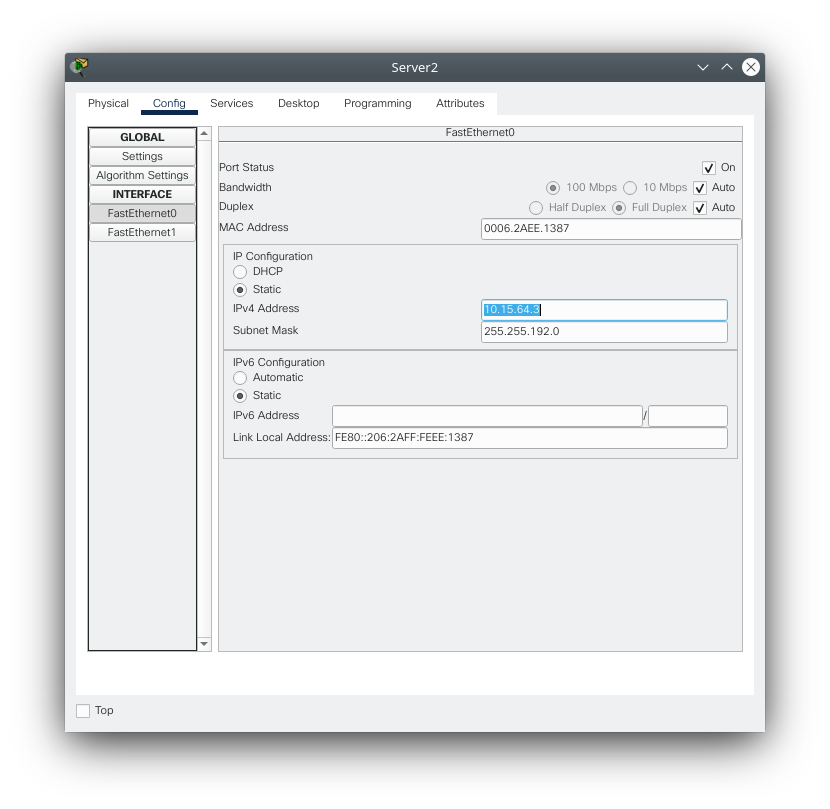 Server2
Physical Config Services Desktop Programming Attributes
GLOBAL
Settings
Algorithm Settings
INTERFACE
FastEthernet0
FastEthernet1
FastEthernet0
Port Status On
Bandwidth 100 Mbps 10 Mbps Auto
Duplex Half Duplex Full Duplex Auto
MAC Address 0006.2AEE.1387
IP Configuration
DHCP
Static
IPv4 Address 10.15.64.3
Subnet Mask 255.255.192.0
IPv6 Configuration
Automatic
Static
IPv6 Address /
Link Local Address: FE80::206:2AFF:FEEE:1387
Top